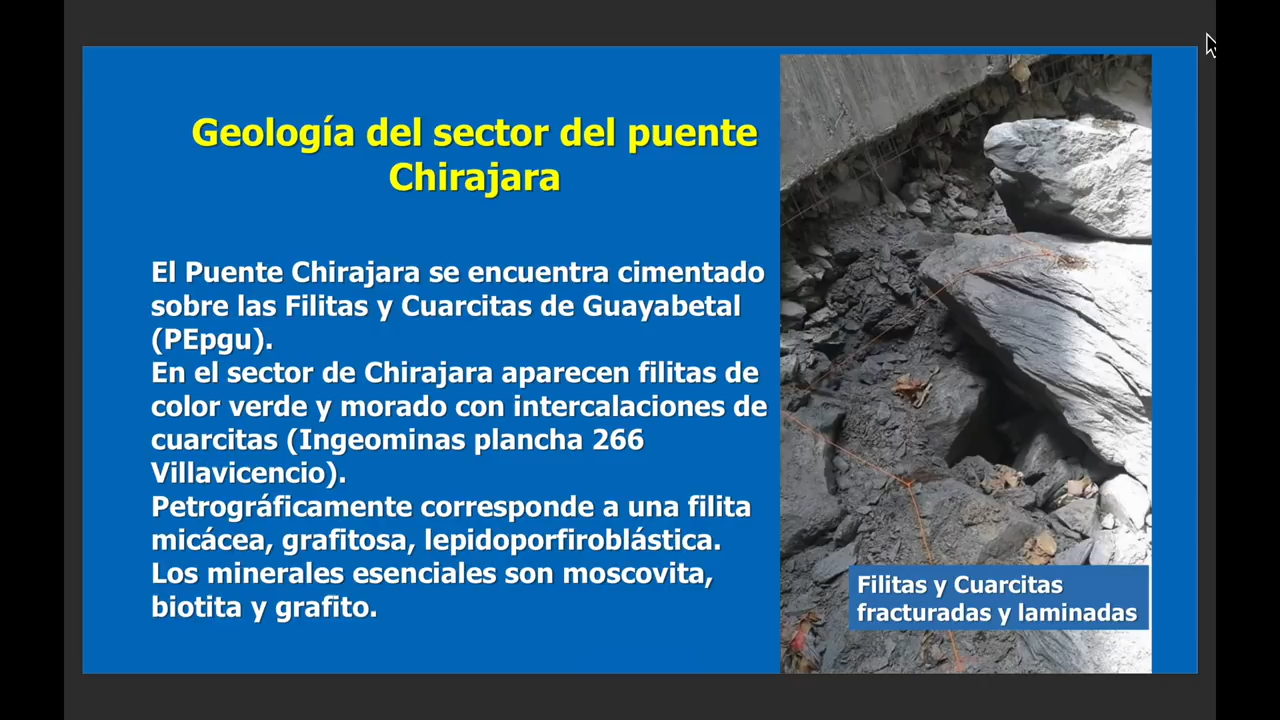 Geología del sector del puente
Chirajara
El Puente Chirajara se encuentra cimentado
sobre las Filitas y Cuarcitas de Guayabetal
(PEpgu).
En el sector de Chirajara aparecen filitas de
color verde y morado con intercalaciones de
cuarcitas (Ingeominas plancha 266
Villavicencio).
Petrográficamente corresponde a una filita
micácea, grafitosa, lepidoporfiroblástica.
Los minerales esenciales son moscovita,
biotita y grafito.
Filitas y Cuarcitas
fracturadas y laminadas